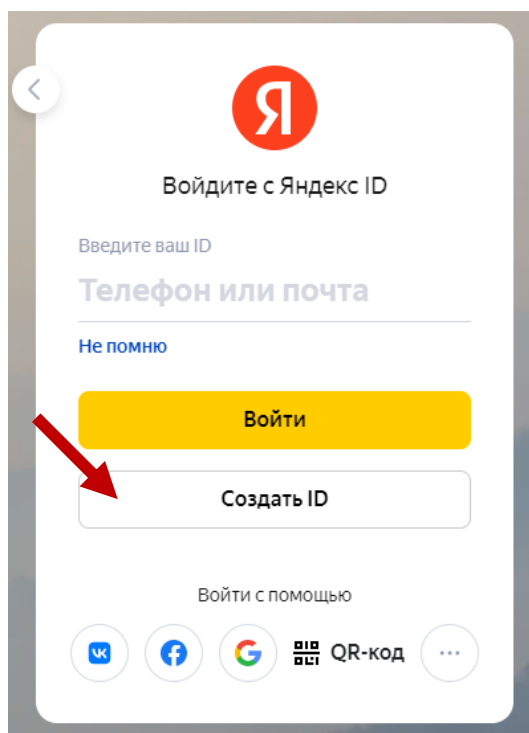 Я
Войдите с Яндекс ID
Введите ваш ID
Телефон или почта
Не помню
Войти
Создать ID
Войти с помощью
QR-код